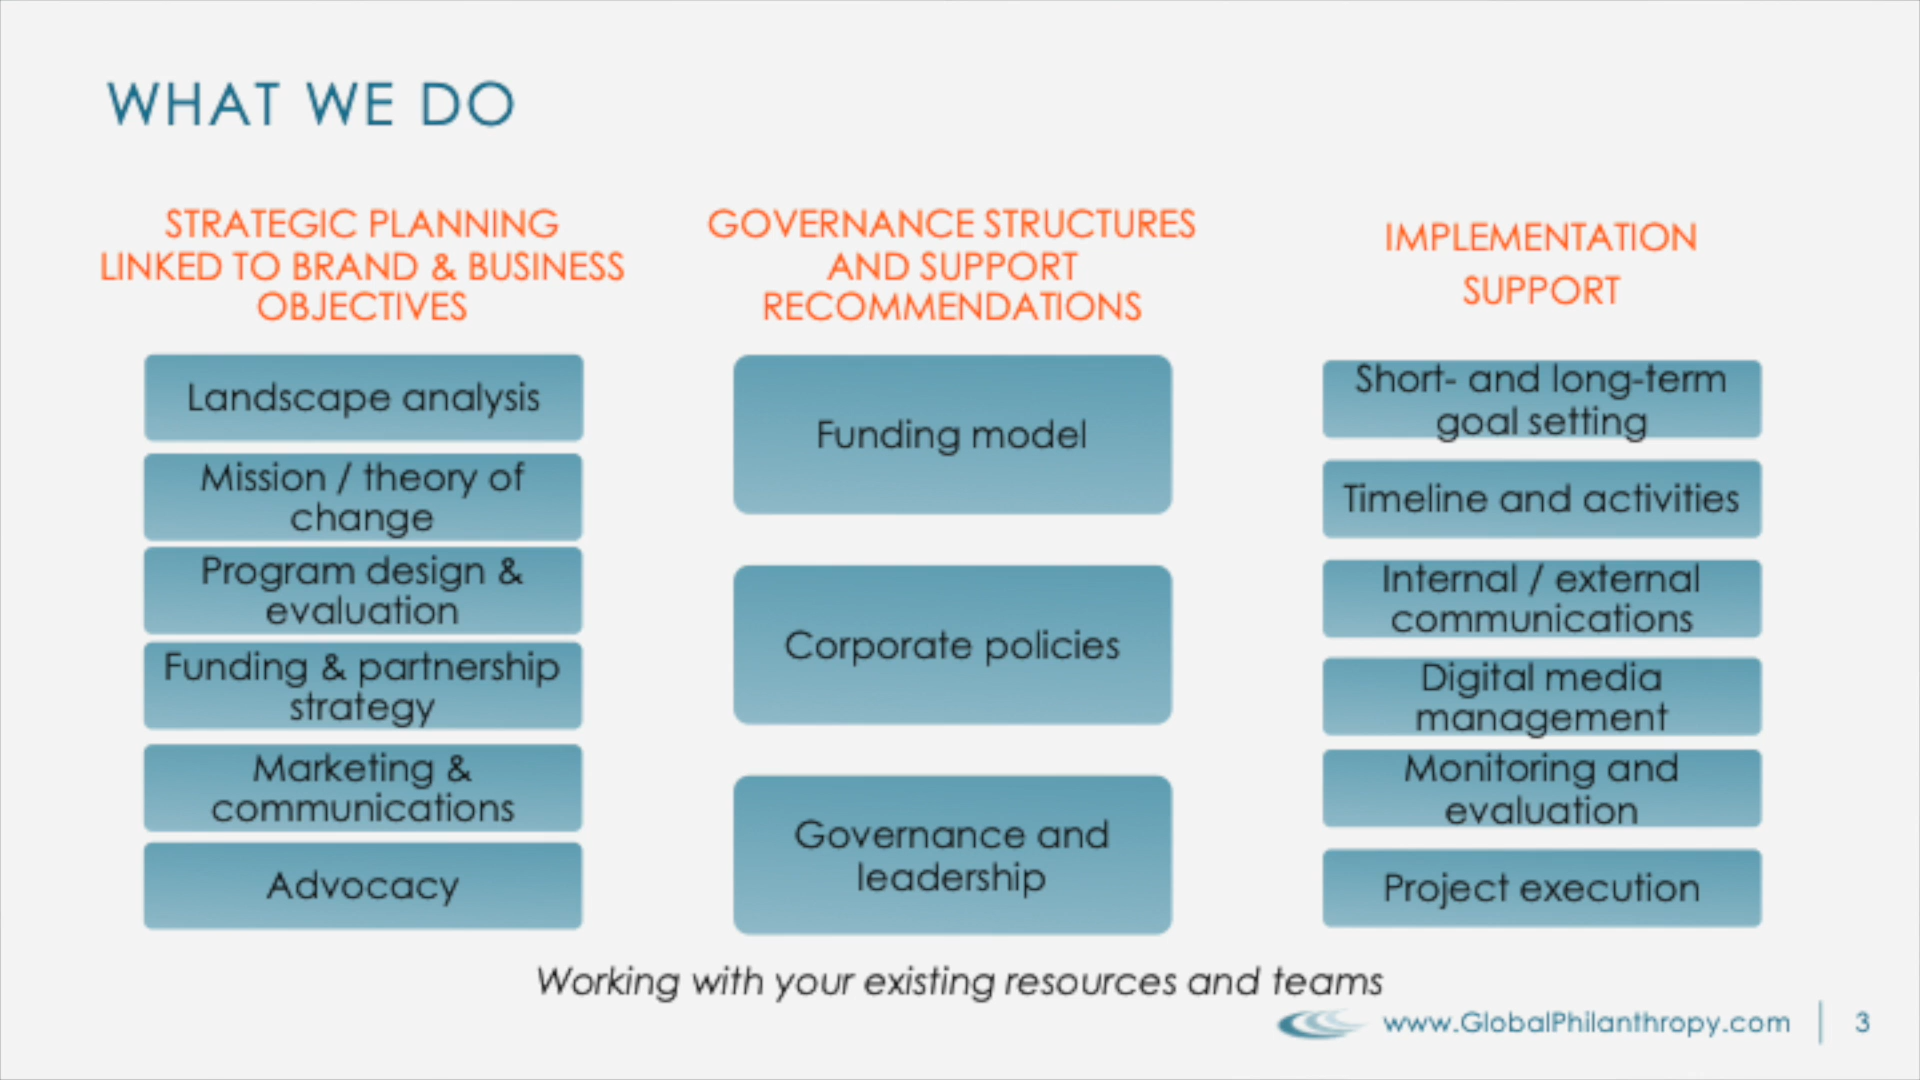 WHAT WE DO
STRATEGIC PLANNING
LINKED TO BRAND & BUSINESS
OBJECTIVES
Landscape analysis
Mission / theory of
change
Program design &
evaluation
Funding & partnership
strategy
Marketing &
communications
Advocacy
GOVERNANCE STRUCTURES
AND SUPPORT
RECOMMENDATIONS
Funding model
Corporate policies
Governance and
leadership
IMPLEMENTATION
SUPPORT
Short- and long-term
goal setting
Timeline and activities
Internal / external
communications
Digital media
management
Monitoring and
evaluation
Project execution
Working with your existing resources and teams
www.GlobalPhilanthropy.com | 3